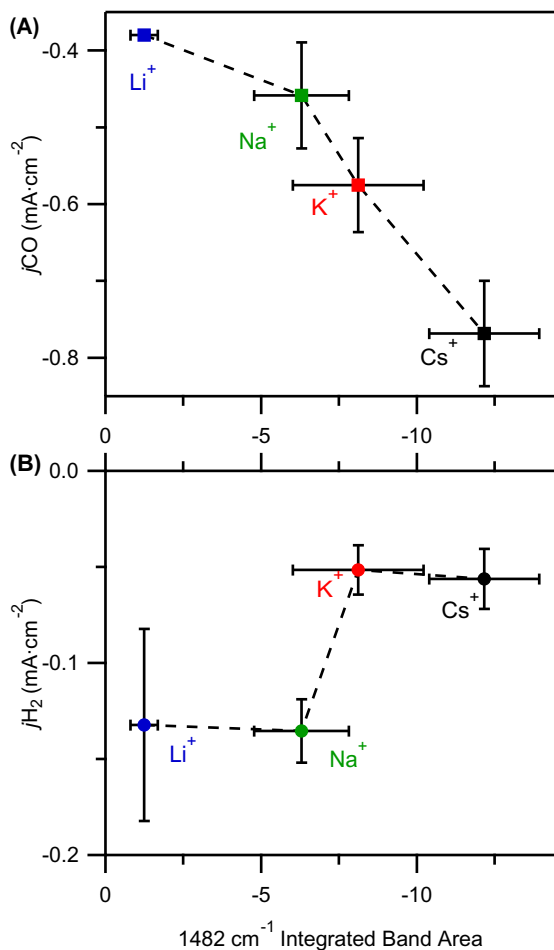 (A)
-0.4
-0.6
-0.8
jCO (mA·cm⁻²)
Li⁺
Na⁺
K⁺
Cs⁺
0
-5
-10
(B)
0.0
-0.1
-0.2
jH₂ (mA·cm⁻²)
K⁺
Cs⁺
Li⁺
Na⁺
0
-5
-10
1482 cm⁻¹ Integrated Band Area